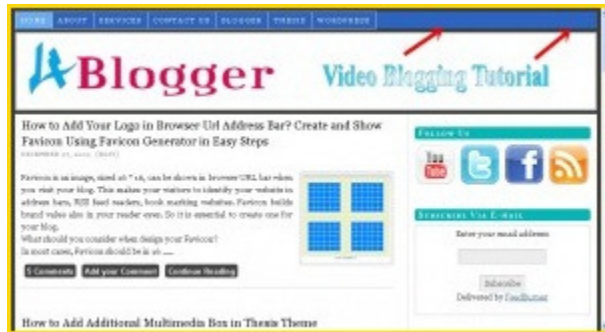 HOME ABOUT SERVICES CONTACT US BLOGGER THESIS WORDPRESS
4Blogger Video Blogging Tutorial
How to Add Your Logo in Browser Url Address Bar? Create and Show
Favicon Using Favicon Generator in Easy Steps
Favicon is an image, sized 16 * 16, can be shown in browser URL bar when
you visit your blog. This makes your visitors to identify your website in
address bars, RSS feed readers, book marking websites. Favicon builds
brand value also in your reader eyes. So it is essential to create one for
your blog.
What should you consider when design your Favicon?
In most cases, Favicon should be in 16 .....
5 Comments Add your Comment Continue Reading
How to Add Additional Multimedia Box in Thesis Theme
Follow Us
You Tube
Subscribe Via E-mail
Enter your email address:
Subscribe
Delivered by FeedBurner